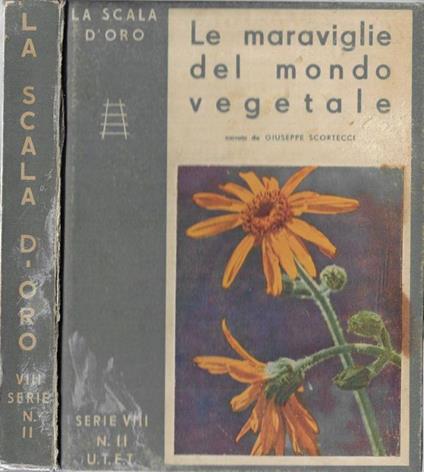 LA SCALA D'ORO
VIII
SERIE
N.
II
LA SCALA
D'ORO
SERIE VIII
N. II
U.T.E.T.
Le maraviglie
del mondo
vegetale
narrate da GIUSEPPE SCORTECCI